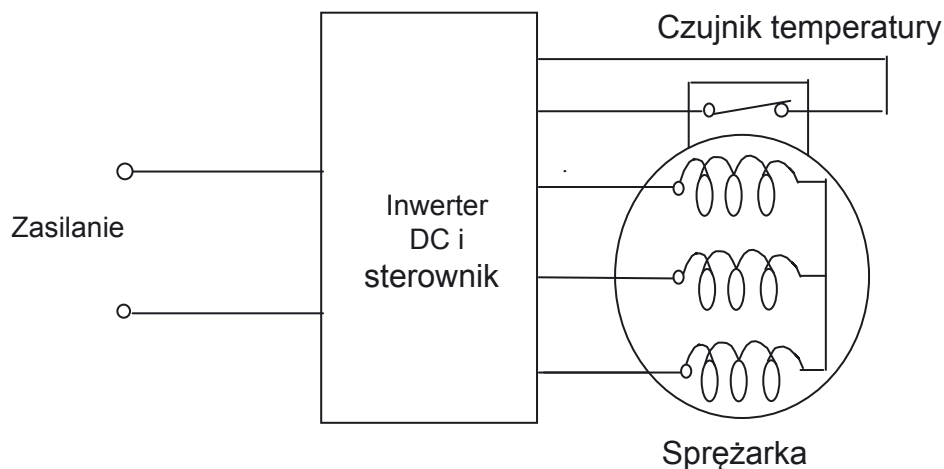 Czujnik temperatury
Zasilanie
Inwerter
DC i
sterownik
Sprężarka